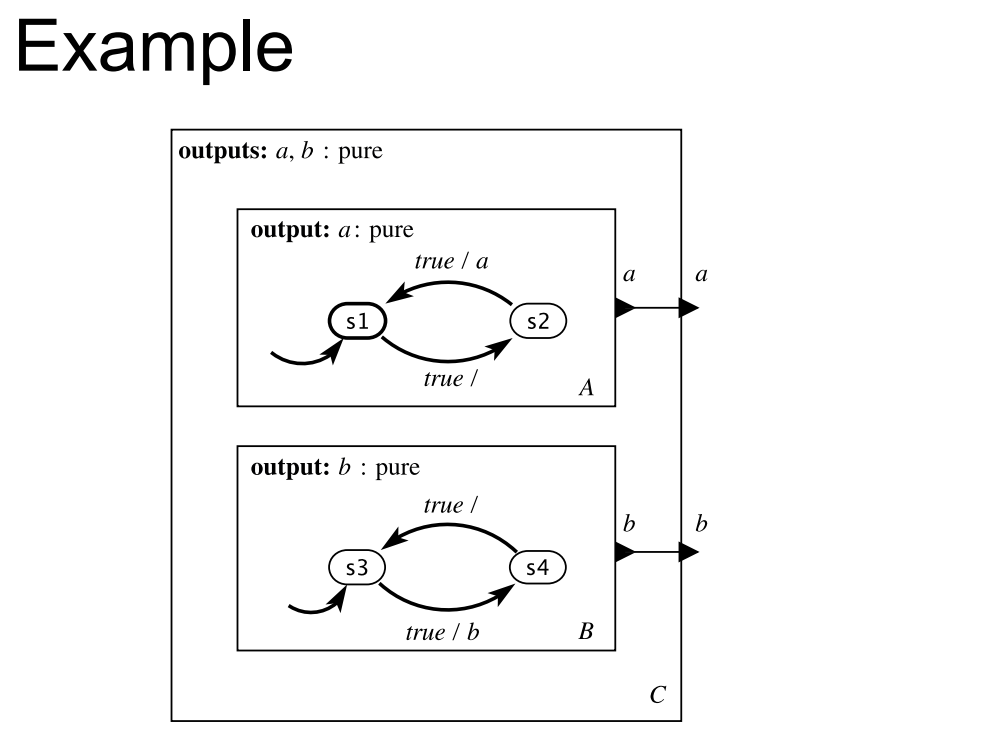 Example
outputs: a, b : pure
output: a: pure
true / a
a
a
s1
s2
true /
A
output: b : pure
true /
b
b
s3
s4
true / b
B
C